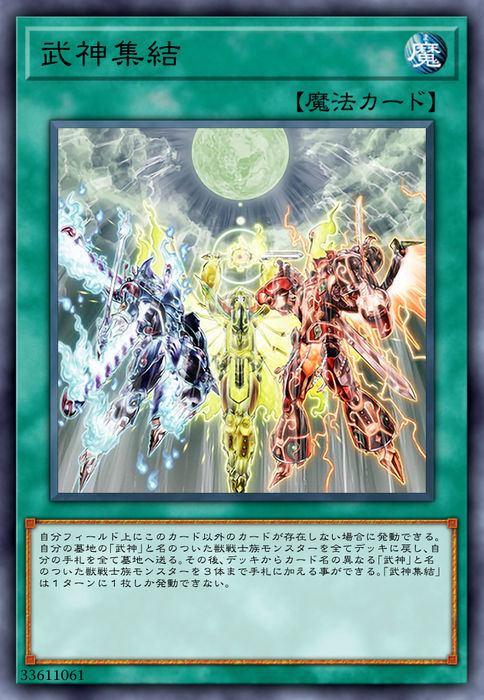 武神集結
魔
【魔法カード】
自分フィールド上にこのカード以外のカードが存在しない場合に発動できる。
自分の墓地の「武神」と名のついた獣戦士族モンスターを全てデッキに戻し、自
分の手札を全て墓地へ送る。その後、デッキからカード名の異なる「武神」と名
のついた獣戦士族モンスターを3体まで手札に加える事ができる。「武神集結」
は1ターンに1枚しか発動できない。
33611061